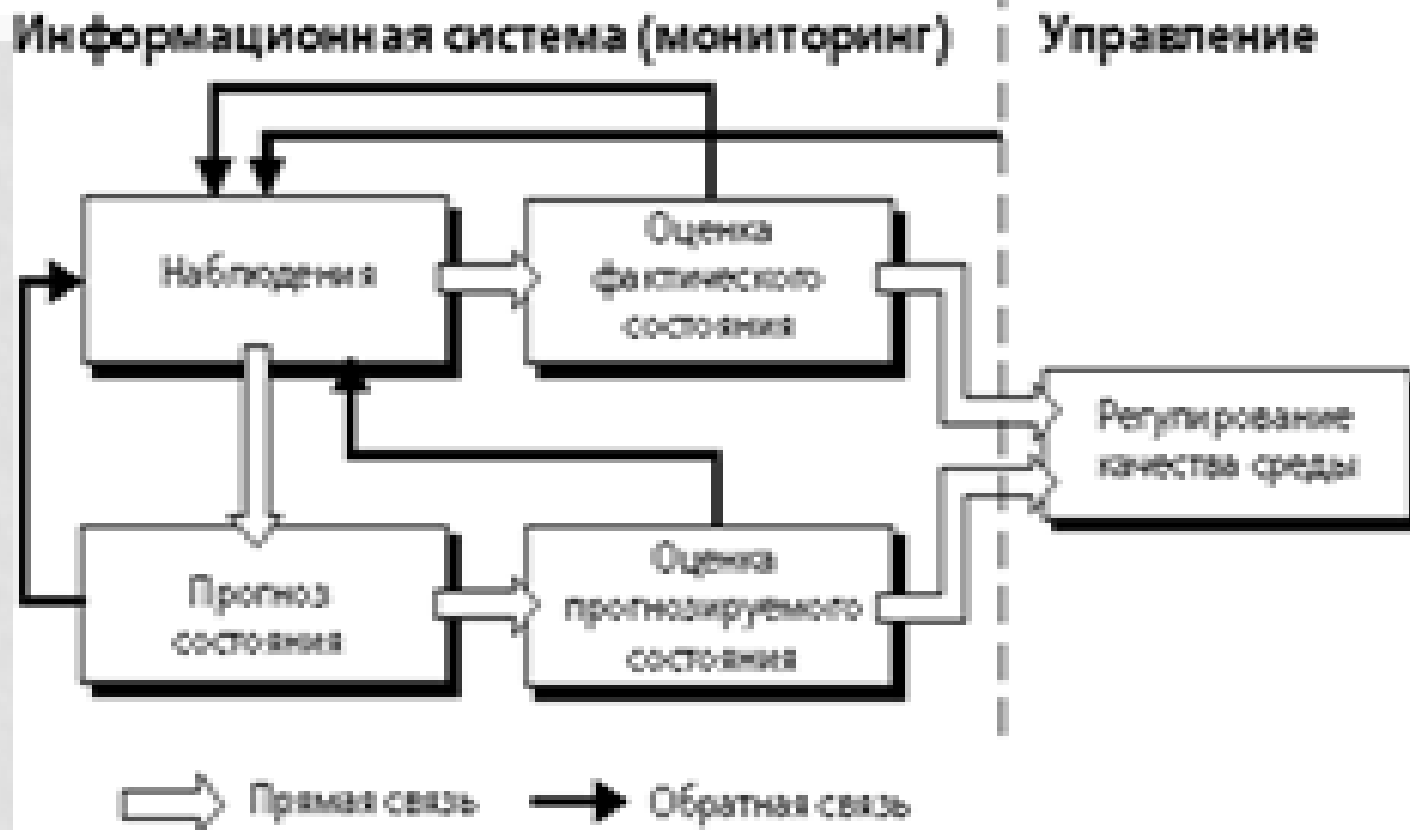 Информационная система (мониторинг)
Управление
Наблюдения
Оценка
фактического
состояния
Регулирование
качества среды
Прогноз
состояния
Оценка
прогнозируемого
состояния
Прямая связь
Обратная связь